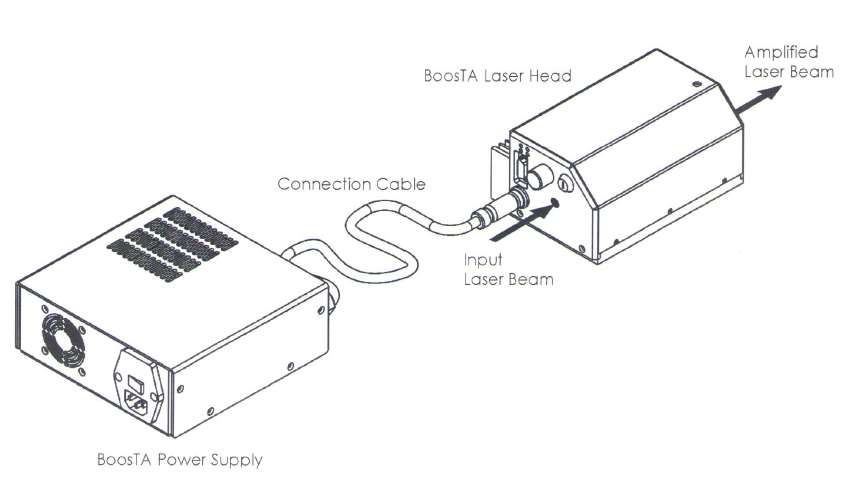 Amplified
Laser Beam
BoosTA Laser Head
Connection Cable
Input
Laser Beam
BoosTA Power Supply